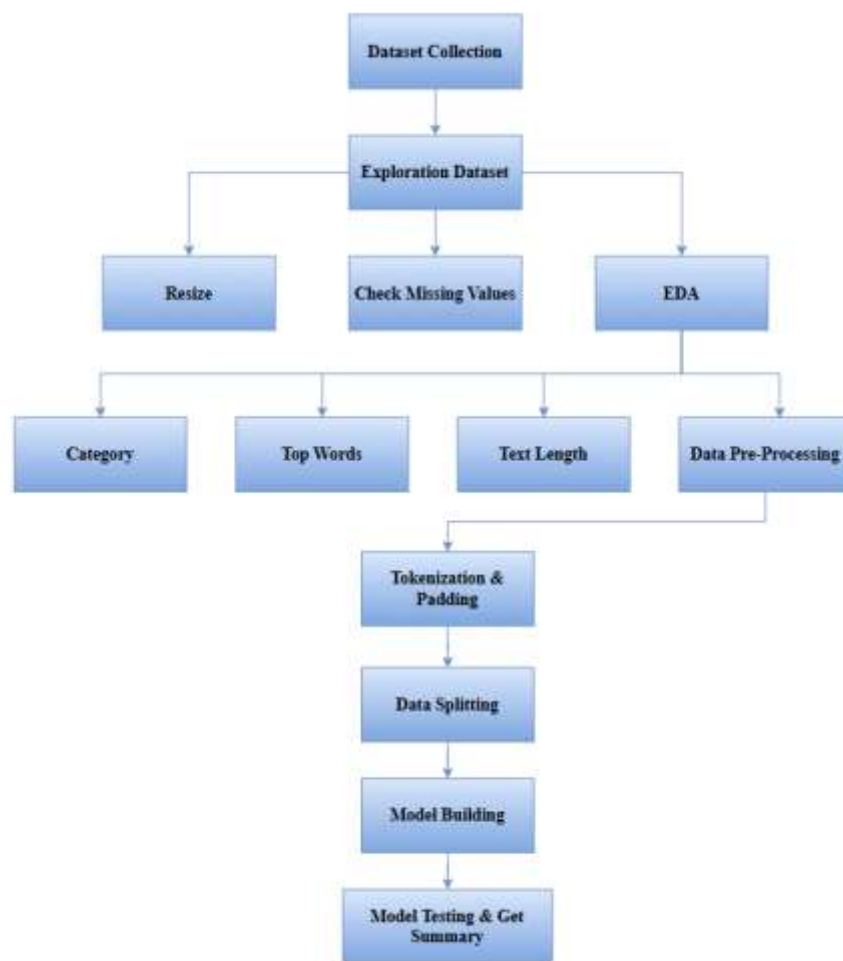 Dataset Collection
Exploration Dataset
Resize
Check Missing Values
EDA
Category
Top Words
Text Length
Data Pre-Processing
Tokenization &
Padding
Data Splitting
Model Building
Model Testing & Get
Summary